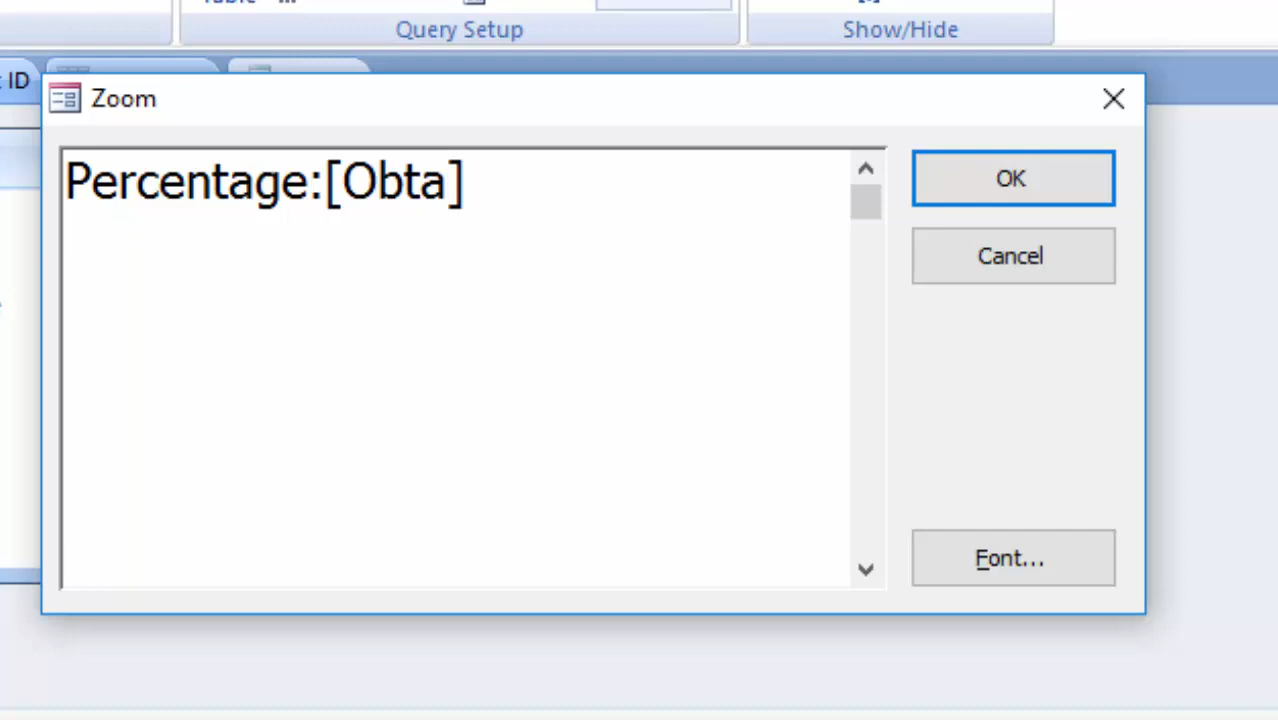 Query Setup
Show/Hide
ID
Zoom
Percentage:[Obta]
OK
Cancel
Font...